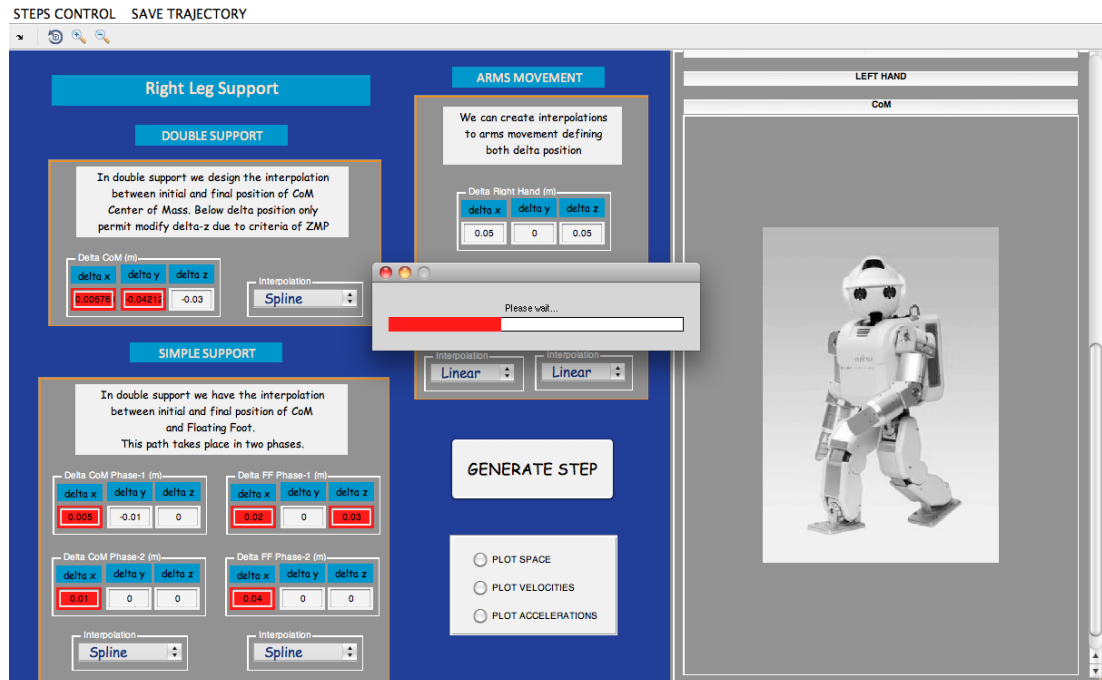 STEPS CONTROL SAVE TRAJECTORY
Right Leg Support
DOUBLE SUPPORT
In double support we design the interpolation
between initial and final position of CoM
Center of Mass. Below delta position only
permit modify delta-z due to criteria of ZMP
Delta CoM (m)
delta x delta y delta z
0.00676 -0.04212 -0.03
Interpolation
Spline
SIMPLE SUPPORT
In double support we have the interpolation
between initial and final position of CoM
and Floating Foot.
This path takes place in two phases.
Delta CoM Phase-1 (m)
delta x delta y delta z
0.005 -0.01 0
Delta FF Phase-1 (m)
delta x delta y delta z
0.02 0 0.03
Delta CoM Phase-2 (m)
delta x delta y delta z
0.01 0 0
Delta FF Phase-2 (m)
delta x delta y delta z
0.04 0 0
Interpolation
Spline
Interpolation
Spline
ARMS MOVEMENT
We can create interpolations
to arms movement defining
both delta position
Delta Right Hand (m)
delta x delta y delta z
0.05 0 0.05
Please wait...
Interpolation
Linear
Interpolation
Linear
GENERATE STEP
PLOT SPACE
PLOT VELOCITIES
PLOT ACCELERATIONS
LEFT HAND
CoM